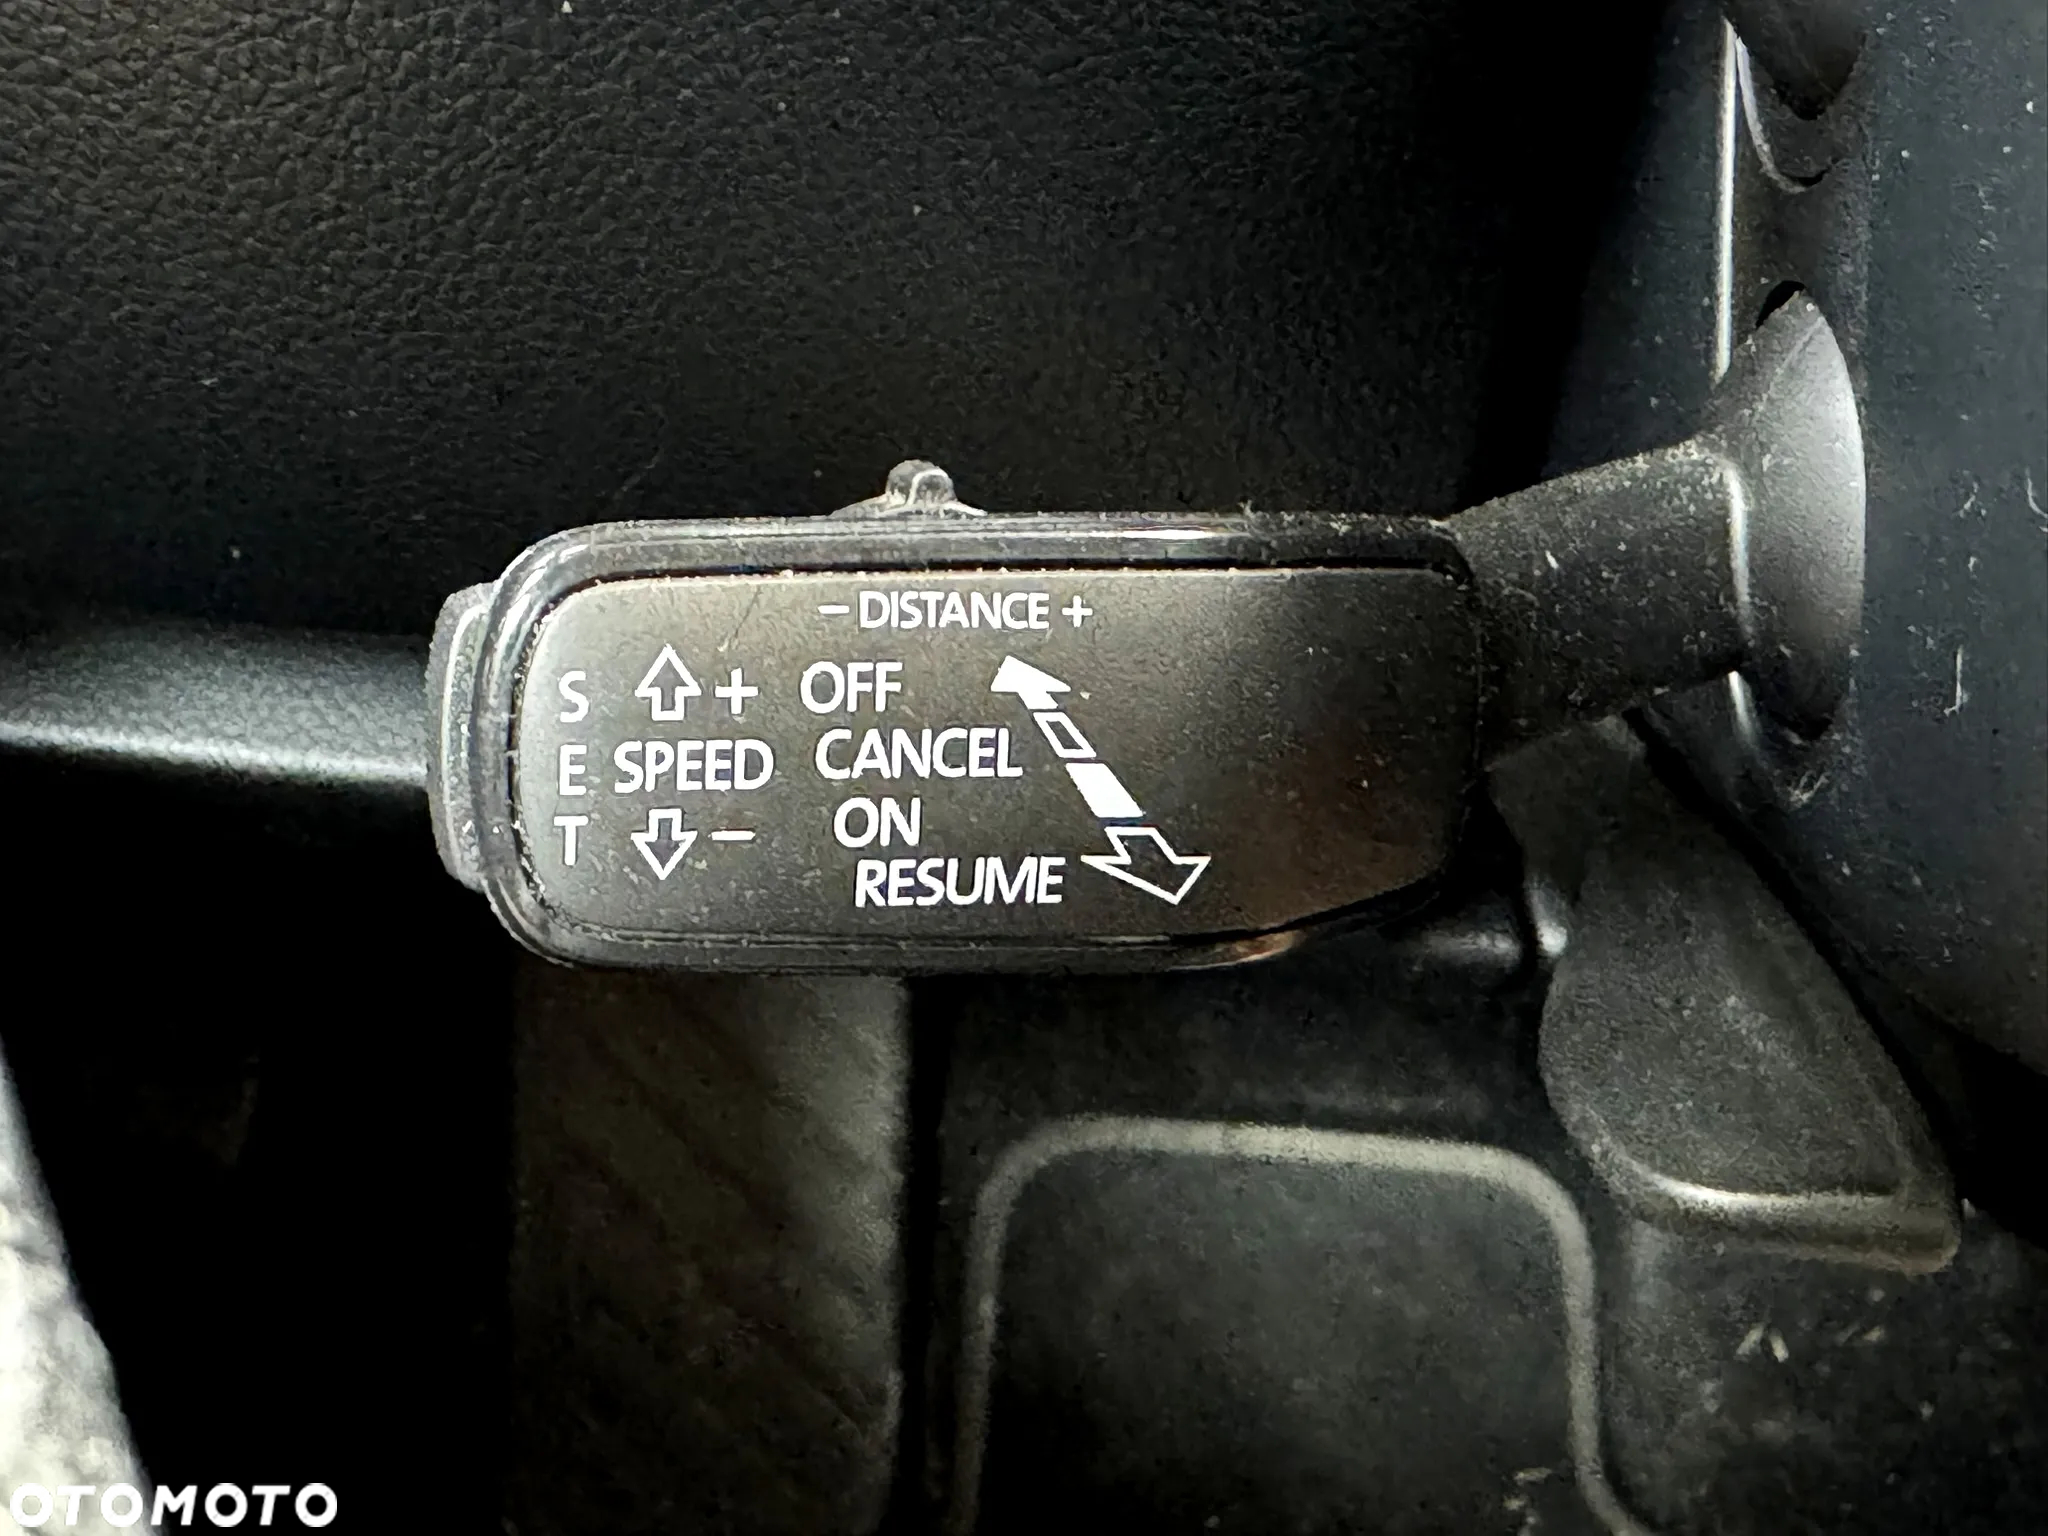 – DISTANCE +
S + OFF
E SPEED CANCEL
T – ON
RESUME
OTOMOTO